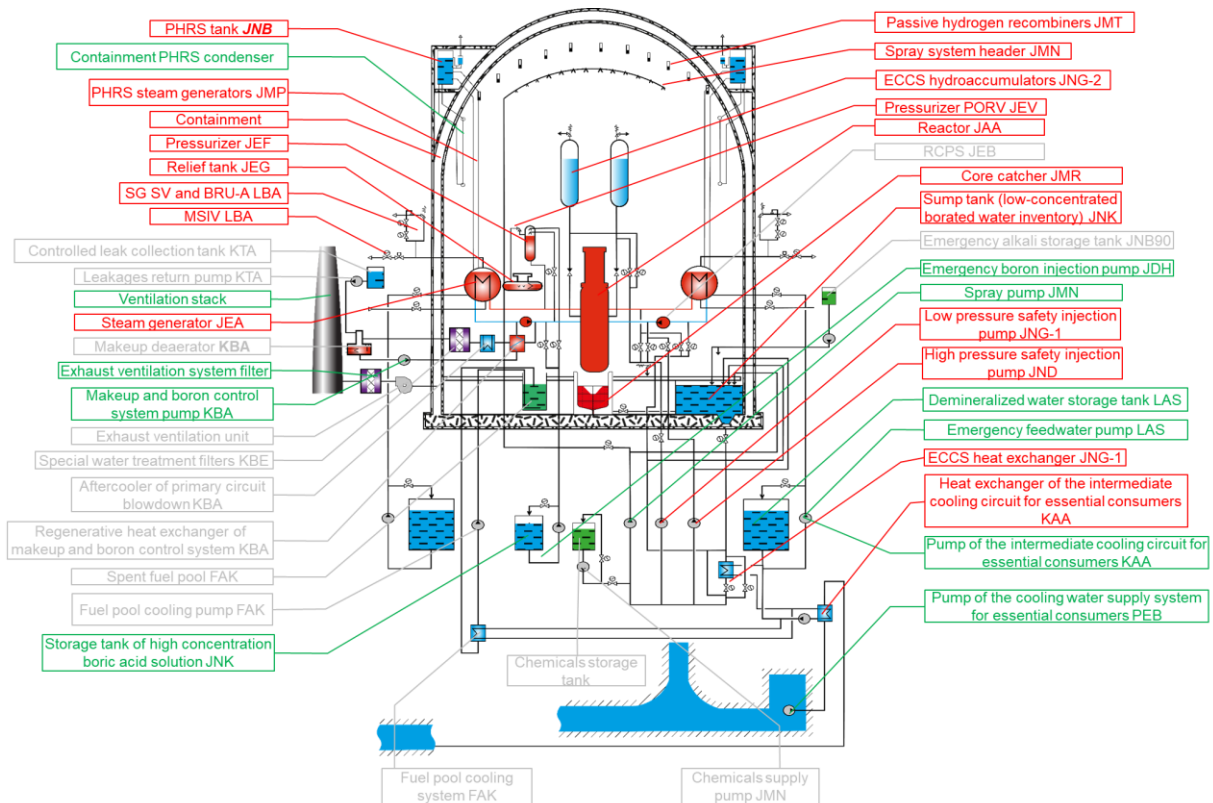 PHRS tank JNB
Containment PHRS condenser
PHRS steam generators JMP
Containment
Pressurizer JEF
Relief tank JEG
SG SV and BRU-A LBA
MSIV LBA
Controlled leak collection tank KTA
Leakages return pump KTA
Ventilation stack
Steam generator JEA
Makeup deaerator KBA
Exhaust ventilation system filter
Makeup and boron control
system pump KBA
Exhaust ventilation unit
Special water treatment filters KBE
Aftercooler of primary circuit
blowdown KBA
Regenerative heat exchanger of
makeup and boron control system KBA
Spent fuel pool FAK
Fuel pool cooling pump FAK
Storage tank of high concentration
boric acid solution JNK
Passive hydrogen recombiners JMT
Spray system header JMN
ECCS hydroaccumulators JNG-2
Pressurizer PORV JEV
Reactor JAA
RCPS JEB
Core catcher JMR
Sump tank (low-concentrated
borated water inventory) JNK
Emergency alkali storage tank JNB90
Emergency boron injection pump JDH
Spray pump JMN
Low pressure safety injection
pump JNG-1
High pressure safety injection
pump JND
Demineralized water storage tank LAS
Emergency feedwater pump LAS
ECCS heat exchanger JNG-1
Heat exchanger of the intermediate
cooling circuit for essential consumers
KAA
Pump of the intermediate cooling circuit for
essential consumers KAA
Pump of the cooling water supply system
for essential consumers PEB
Chemicals storage
tank
Fuel pool cooling
system FAK
Chemicals supply
pump JMN